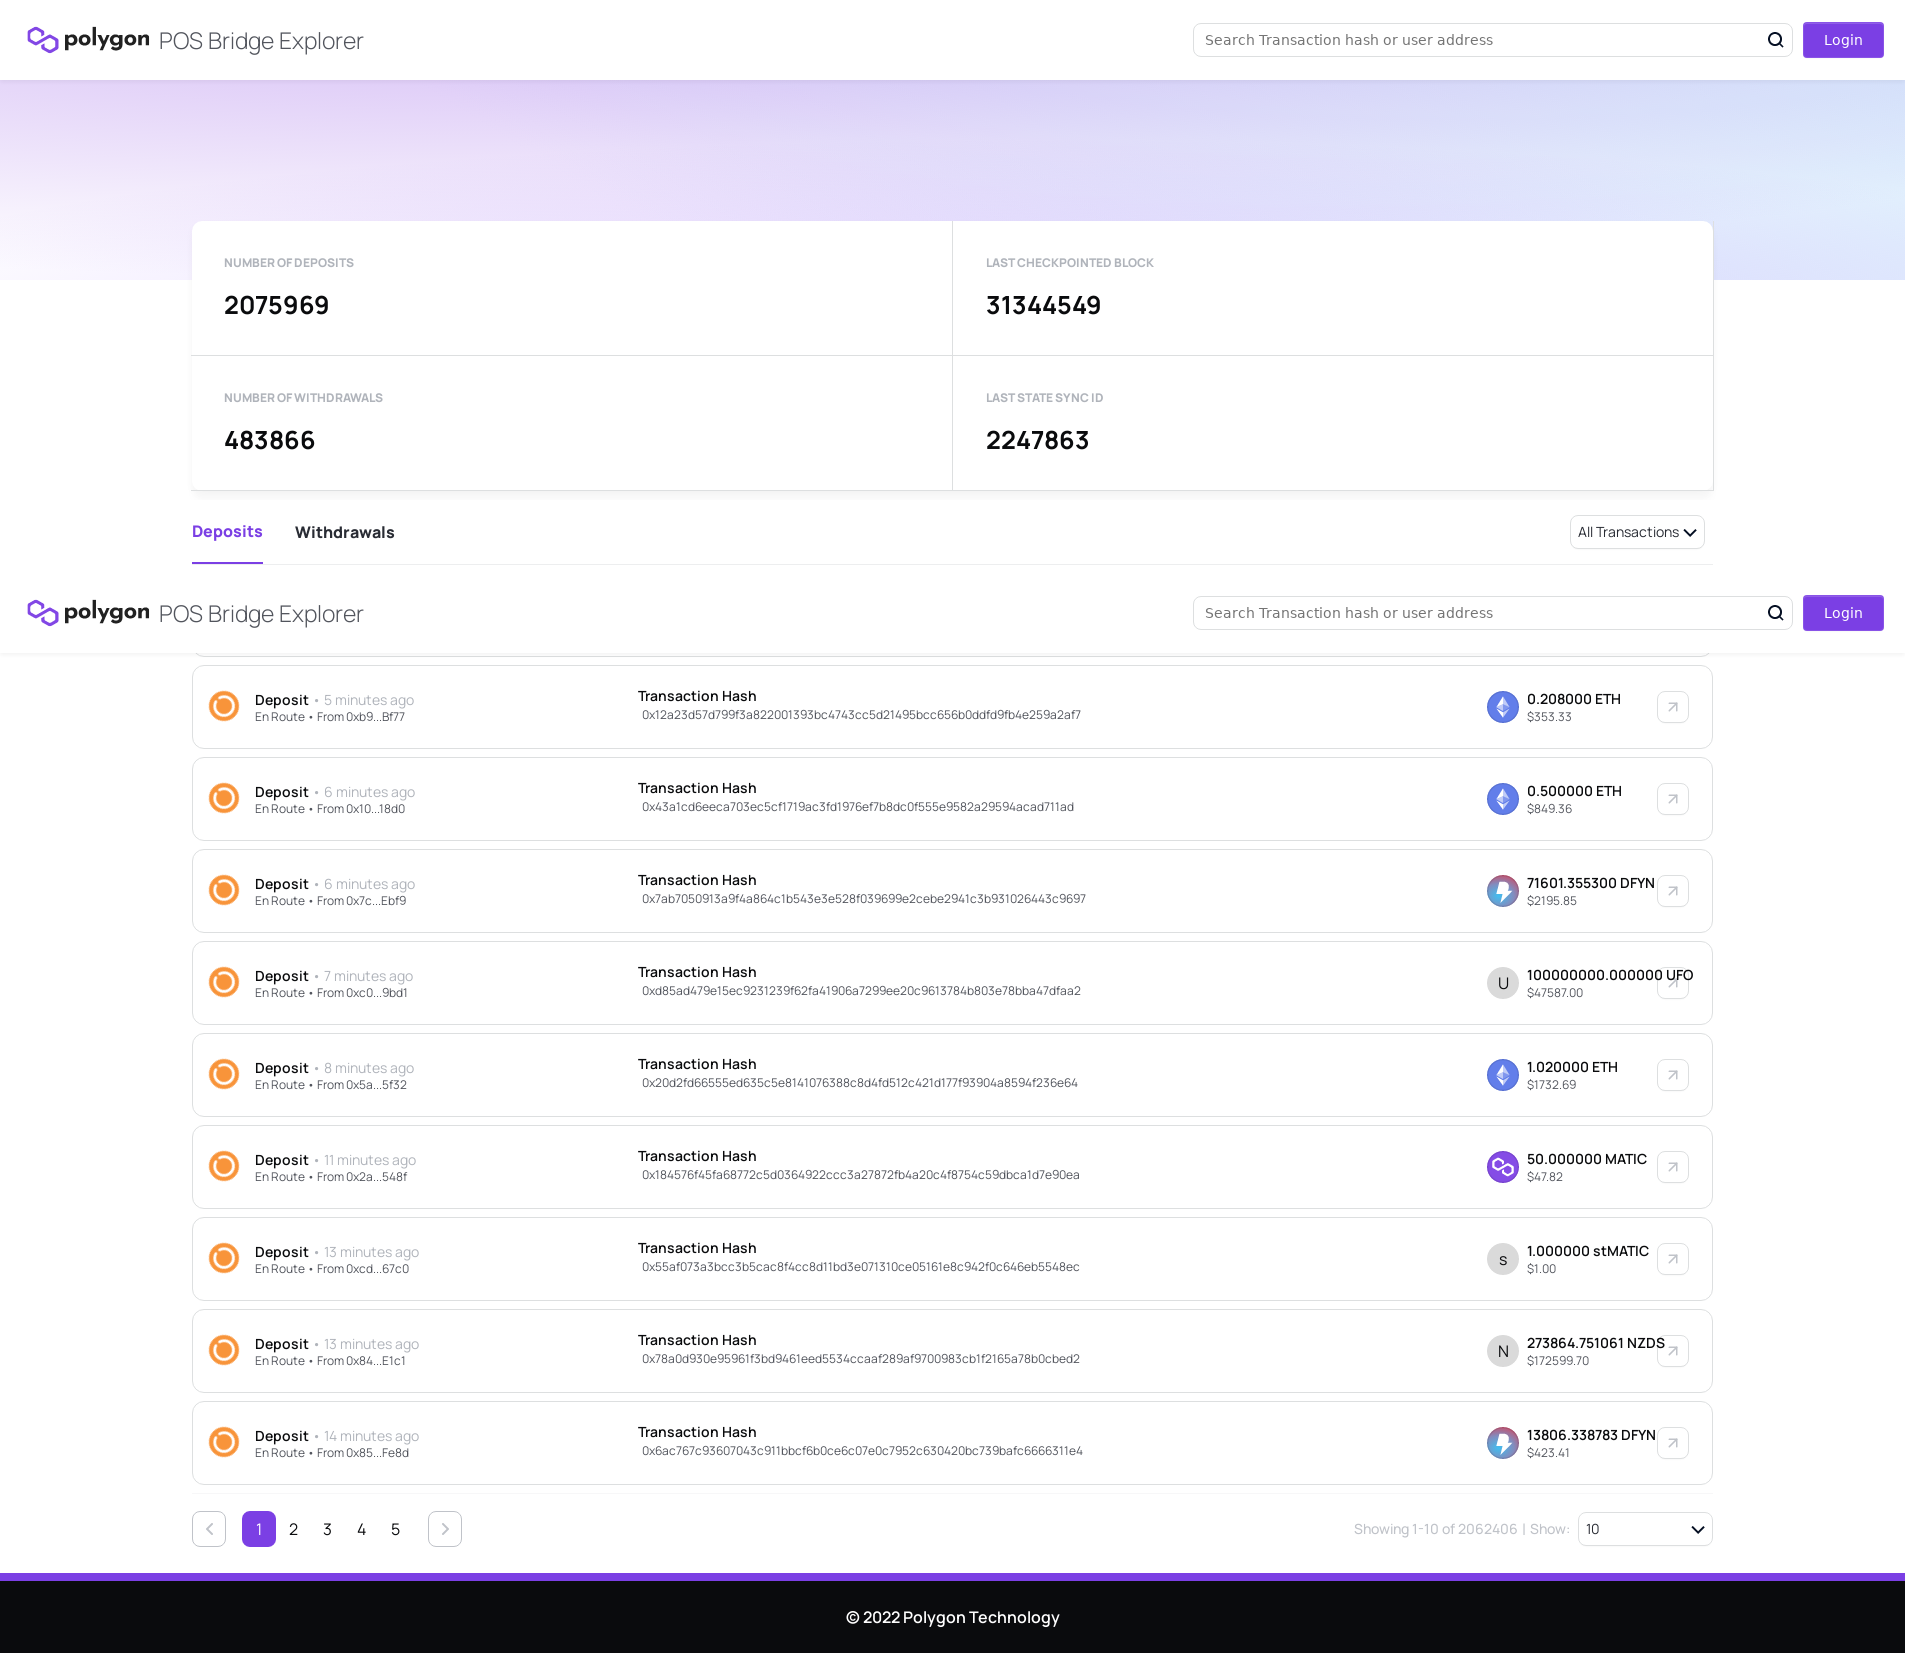 polygon POS Bridge Explorer
Search Transaction hash or user address
Login
NUMBER OF DEPOSITS
2075969
LAST CHECKPOINTED BLOCK
31344549
NUMBER OF WITHDRAWALS
483866
LAST STATE SYNC ID
2247863
Deposits
Withdrawals
All Transactions
polygon POS Bridge Explorer
Search Transaction hash or user address
Login
Deposit • 5 minutes ago
En Route • From 0xb9...Bf77
Transaction Hash
0x12a23d57d799f3a822001393bc4743cc5d21495bcc656b0ddfd9fb4e259a2af7
0.208000 ETH
$353.33
Deposit • 6 minutes ago
En Route • From 0x10...18d0
Transaction Hash
0x43a1cd6eeca703ec5cf1719ac3fd1976ef7b8dc0f555e9582a29594acad711ad
0.500000 ETH
$849.36
Deposit • 6 minutes ago
En Route • From 0x7c...Ebf9
Transaction Hash
0x7ab7050913a9f4a864c1b543e3e528f039699e2cebe2941c3b931026443c9697
71601.355300 DFYN
$2195.85
Deposit • 7 minutes ago
En Route • From 0xc0...9bd1
Transaction Hash
0xd85ad479e15ec9231239f62fa41906a7299ee20c9613784b803e78bba47dfaa2
U
100000000.000000 UFO
$47587.00
Deposit • 8 minutes ago
En Route • From 0x5a...5f32
Transaction Hash
0x20d2fd66555ed635c5e8141076388c8d4fd512c421d177f93904a8594f236e64
1.020000 ETH
$1732.69
Deposit • 11 minutes ago
En Route • From 0x2a...548f
Transaction Hash
0x184576f45fa68772c5d0364922ccc3a27872fb4a20c4f8754c59dbca1d7e90ea
50.000000 MATIC
$47.82
Deposit • 13 minutes ago
En Route • From 0xcd...67c0
Transaction Hash
0x55af073a3bcc3b5cac8f4cc8d11bd3e071310ce05161e8c942f0c646eb5548ec
s
1.000000 stMATIC
$1.00
Deposit • 13 minutes ago
En Route • From 0x84...E1c1
Transaction Hash
0x78a0d930e95961f3bd9461eed5534ccaaf289af9700983cb1f2165a78b0cbed2
N
273864.751061 NZDS
$172599.70
Deposit • 14 minutes ago
En Route • From 0x85...Fe8d
Transaction Hash
0x6ac767c93607043c911bbcf6b0ce6c07e0c7952c630420bc739bafc6666311e4
13806.338783 DFYN
$423.41
1 2 3 4 5
Showing 1-10 of 2062406 | Show: 10
© 2022 Polygon Technology